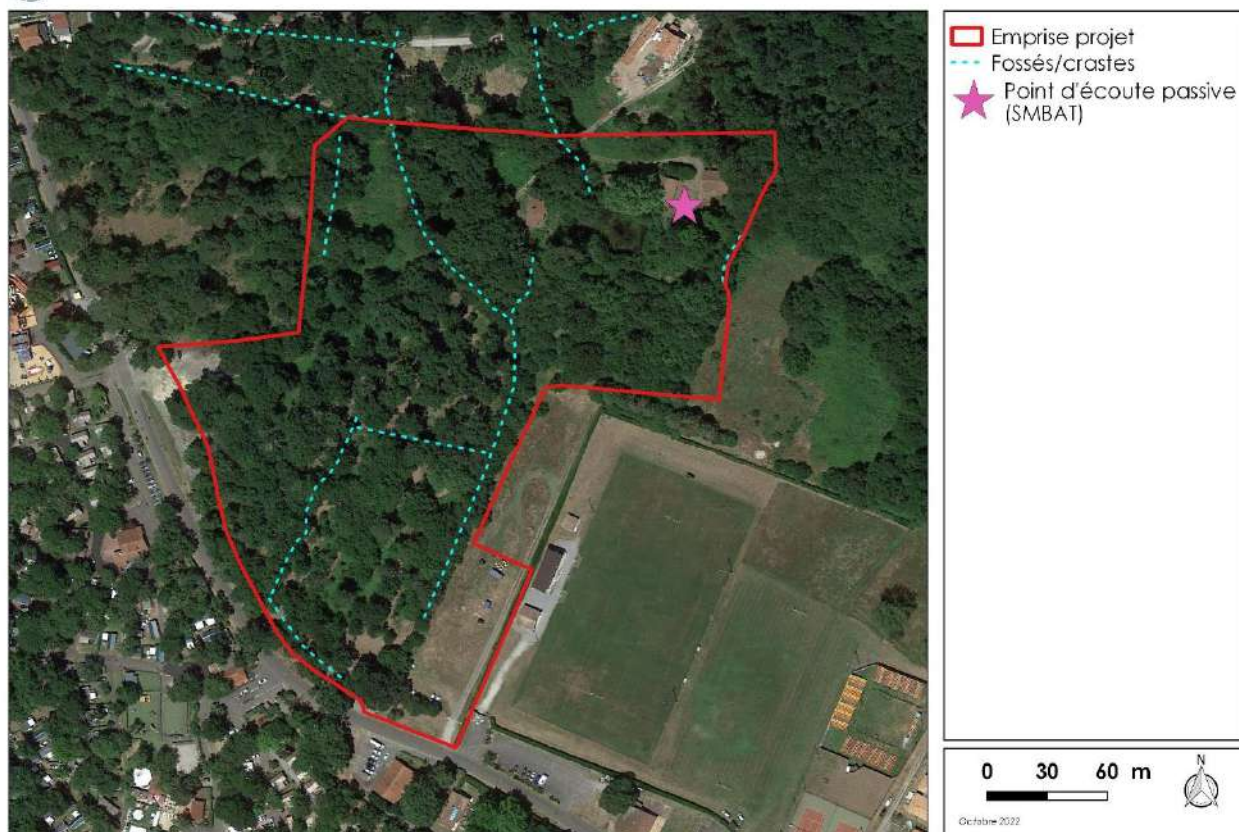 Emprise projet
Fossés/crastes
Point d'écoute passive
(SMBAT)
0 30 60 m
N
Octobre 2022